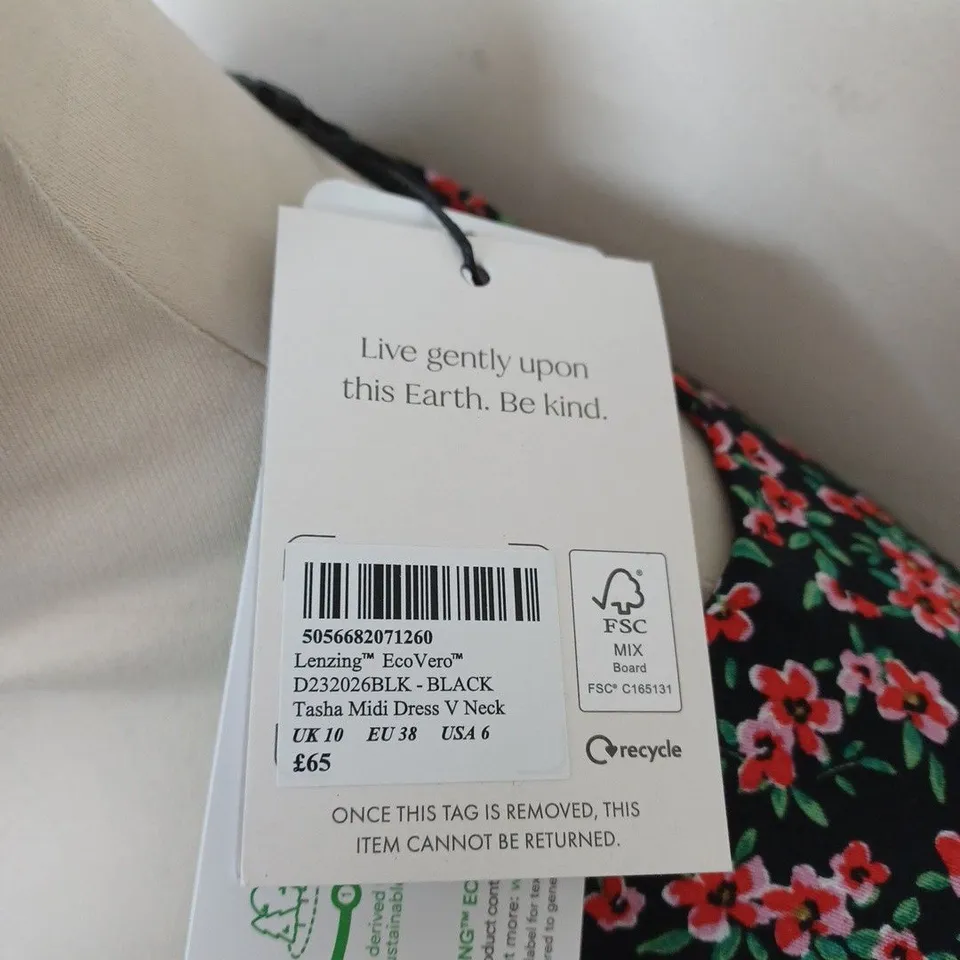 Live gently upon
this Earth. Be kind.
5056682071260
Lenzing™ EcoVero™
D232026BLK - BLACK
Tasha Midi Dress V Neck
UK 10 EU 38 USA 6
£65
FSC®
MIX
Board
FSC® C165131
recycle
ONCE THIS TAG IS REMOVED, THIS
ITEM CANNOT BE RETURNED.
derived